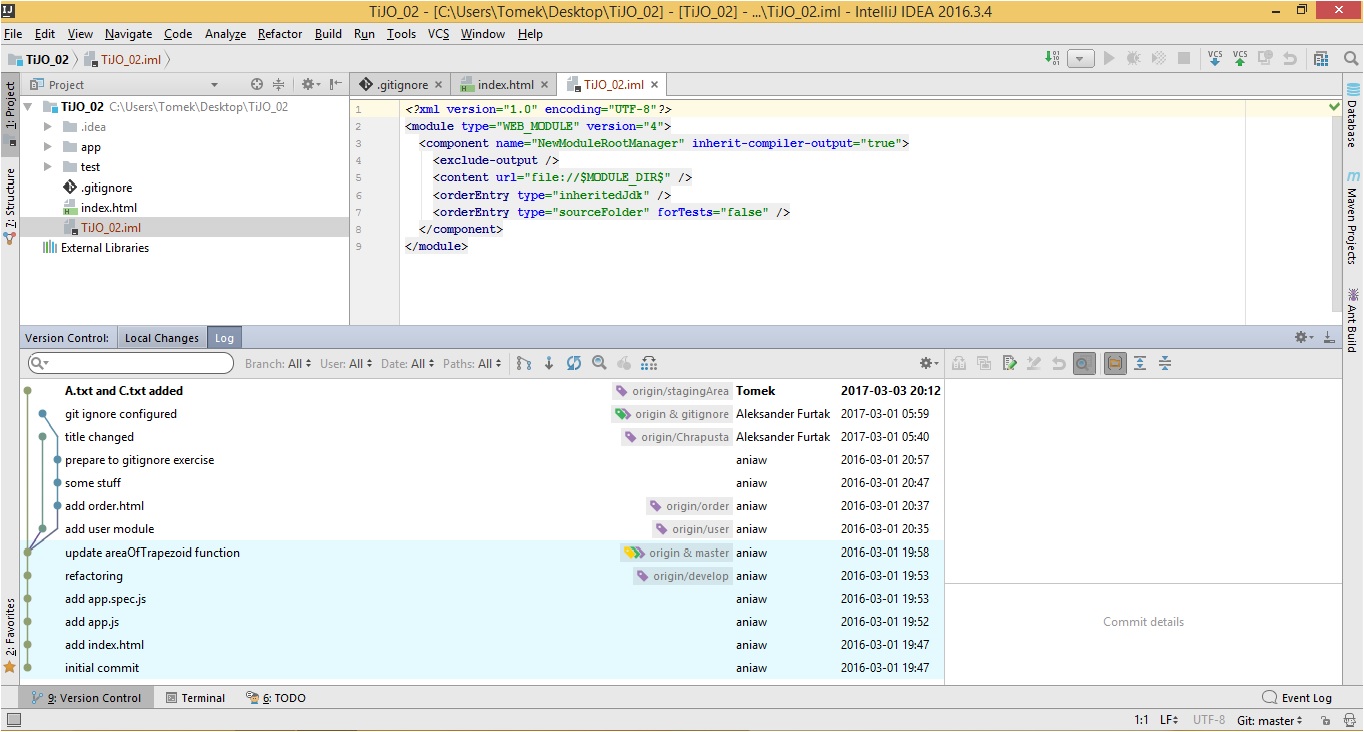 TiJO_02 - [C:\Users\Tomek\Desktop\TiJO_02] - [TiJO_02] - ...\TiJO_02.iml - IntelliJ IDEA 2016.3.4
File Edit View Navigate Code Analyze Refactor Build Run Tools VCS Window Help
TiJO_02 TiJO_02.iml VCS VCS
1: Project
7: Structure
2: Favorites
Project
TiJO_02 C:\Users\Tomek\Desktop\TiJO_02
.idea
app
test
.gitignore
index.html
TiJO_02.iml
External Libraries
.gitignore index.html TiJO_02.iml
1 <?xml version="1.0" encoding="UTF-8"?>
2 <module type="WEB_MODULE" version="4">
3 <component name="NewModuleRootManager" inherit-compiler-output="true">
4 <exclude-output />
5 <content url="file://$MODULE_DIR$" />
6 <orderEntry type="inheritedJdk" />
7 <orderEntry type="sourceFolder" forTests="false" />
8 </component>
9 </module>
Database
Maven Projects
Ant Build
Version Control: Local Changes Log
Branch: All User: All Date: All Paths: All
A.txt and C.txt added origin/stagingArea Tomek 2017-03-03 20:12
git ignore configured origin & gitignore Aleksander Furtak 2017-03-01 05:59
title changed origin/Chrapusta Aleksander Furtak 2017-03-01 05:40
prepare to gitignore exercise aniaw 2016-03-01 20:57
some stuff aniaw 2016-03-01 20:47
add order.html origin/order aniaw 2016-03-01 20:37
add user module origin/user aniaw 2016-03-01 20:35
update areaOfTrapezoid function origin & master aniaw 2016-03-01 19:58
refactoring origin/develop aniaw 2016-03-01 19:53
add app.spec.js aniaw 2016-03-01 19:53
add app.js aniaw 2016-03-01 19:52
add index.html aniaw 2016-03-01 19:47
initial commit aniaw 2016-03-01 19:47
Commit details
9: Version Control Terminal 6: TODO Event Log
1:1 LF UTF-8 Git: master